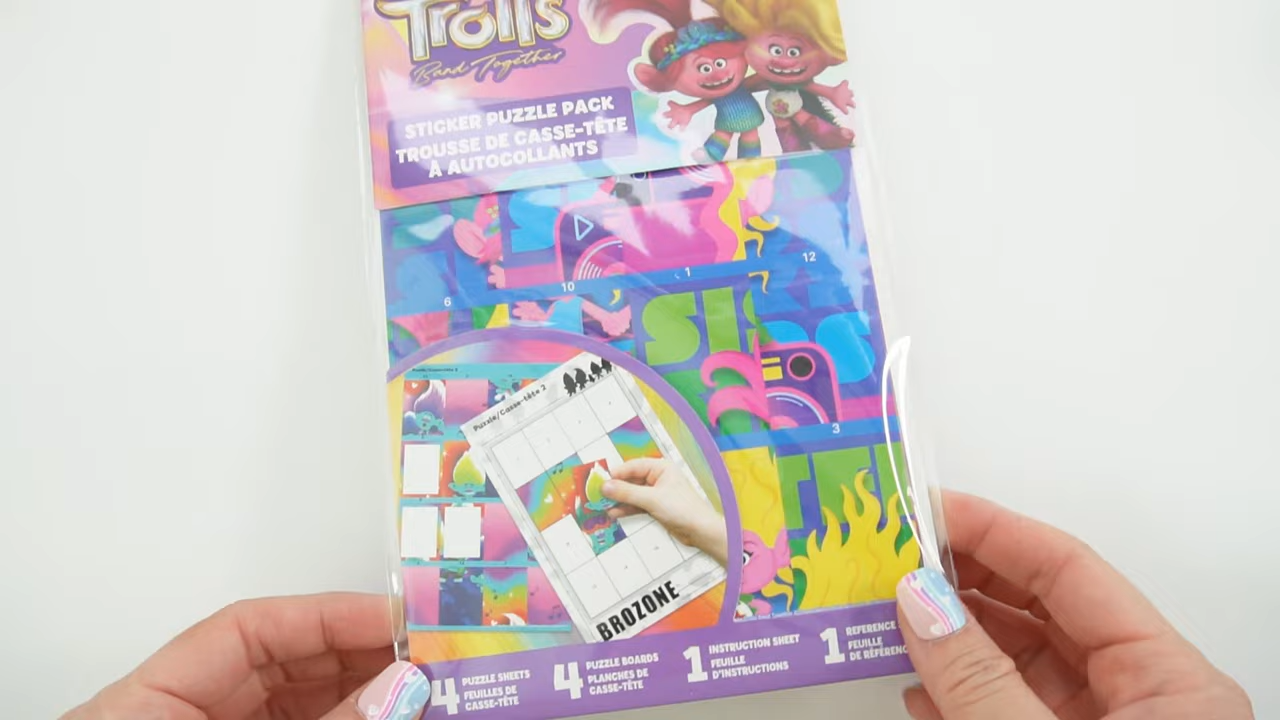 Trolls
Band Together
STICKER PUZZLE PACK
TROUSSE DE CASSE-TÊTE
À AUTOCOLLANTS
6
10
1
12
SIS
3
Puzzle/Casse-tête 2
BROZONE
4 PUZZLE SHEETS
FEUILLES DE
CASSE-TÊTE
4 PUZZLE BOARDS
PLANCHES DE
CASSE-TÊTE
1 INSTRUCTION SHEET
FEUILLE
D'INSTRUCTIONS
1 REFERENCE
FEUILLE
DE RÉFÉRENC